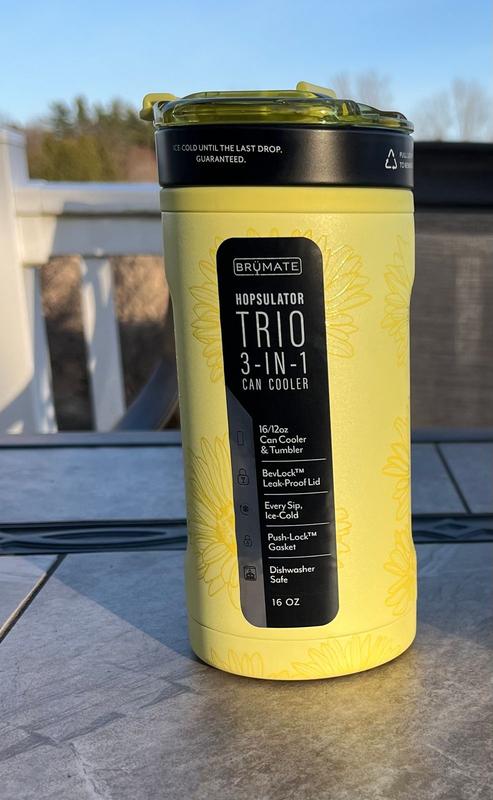 ICE-COLD UNTIL THE LAST DROP.
GUARANTEED.
BRÜMATE
HOPSULATOR
TRIO
3-IN-1
CAN COOLER
16/12oz
Can Cooler
& Tumbler
BevLock™
Leak-Proof Lid
Every Sip,
Ice-Cold
Push-Lock™
Gasket
Dishwasher
Safe
16 OZ